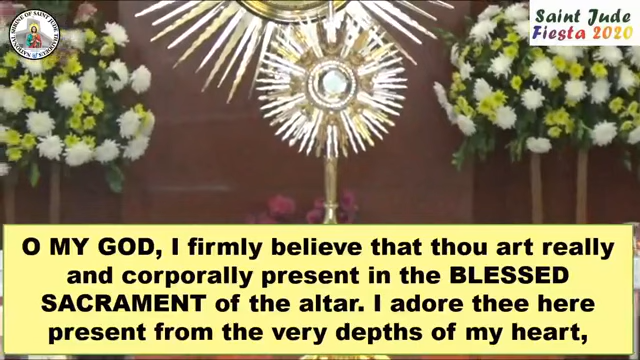 Saint Jude
Fiesta 2020
O MY GOD, I firmly believe that thou art really
and corporally present in the BLESSED
SACRAMENT of the altar. I adore thee here
present from the very depths of my heart,